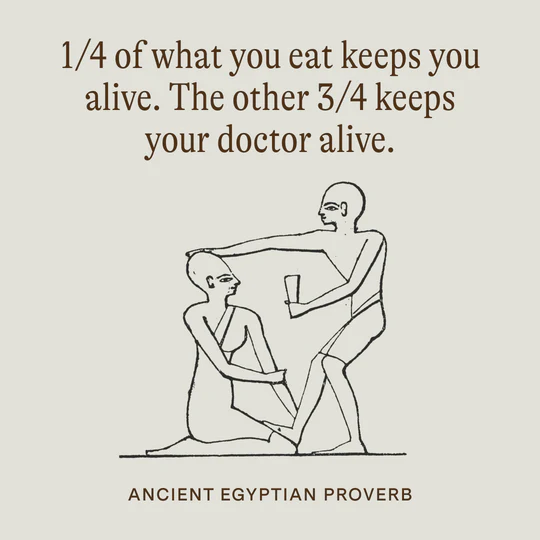 1/4 of what you eat keeps you
alive. The other 3/4 keeps
your doctor alive.
ANCIENT EGYPTIAN PROVERB